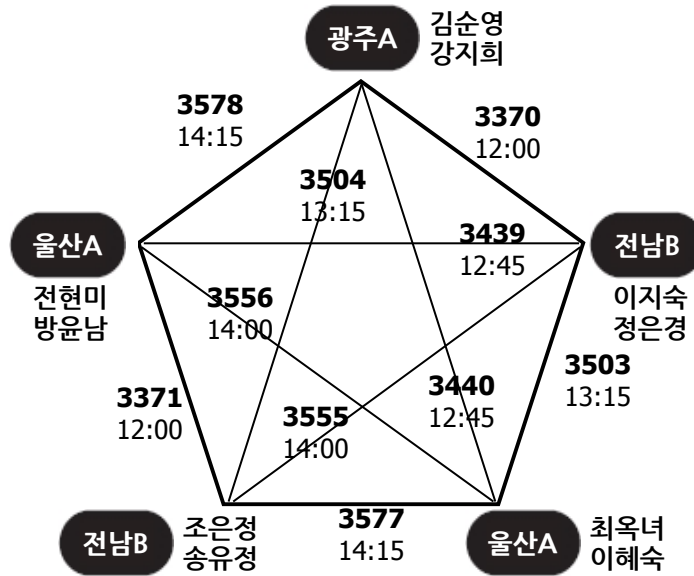 광주A
김순영
강지희
3578
14:15
3370
12:00
3504
13:15
울산A
전현미
방윤남
3439
12:45
전남B
이지숙
정은경
3556
14:00
3503
13:15
3371
12:00
3555
14:00
3440
12:45
전남B
조은정
송유정
3577
14:15
울산A
최옥녀
이혜숙